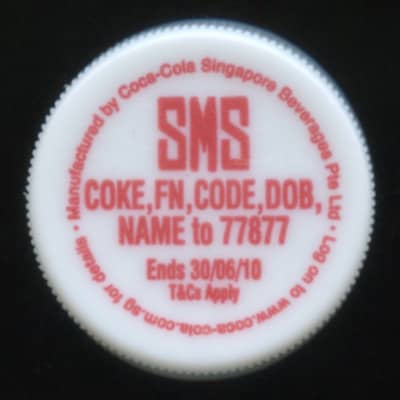 • Manufactured by Coca-Cola Singapore Beverages Pte Ltd • Log on to www.coca-cola.com.sg for details
SMS
COKE,FN,CODE,DOB,
NAME to 77877
Ends 30/06/10
T&Cs Apply